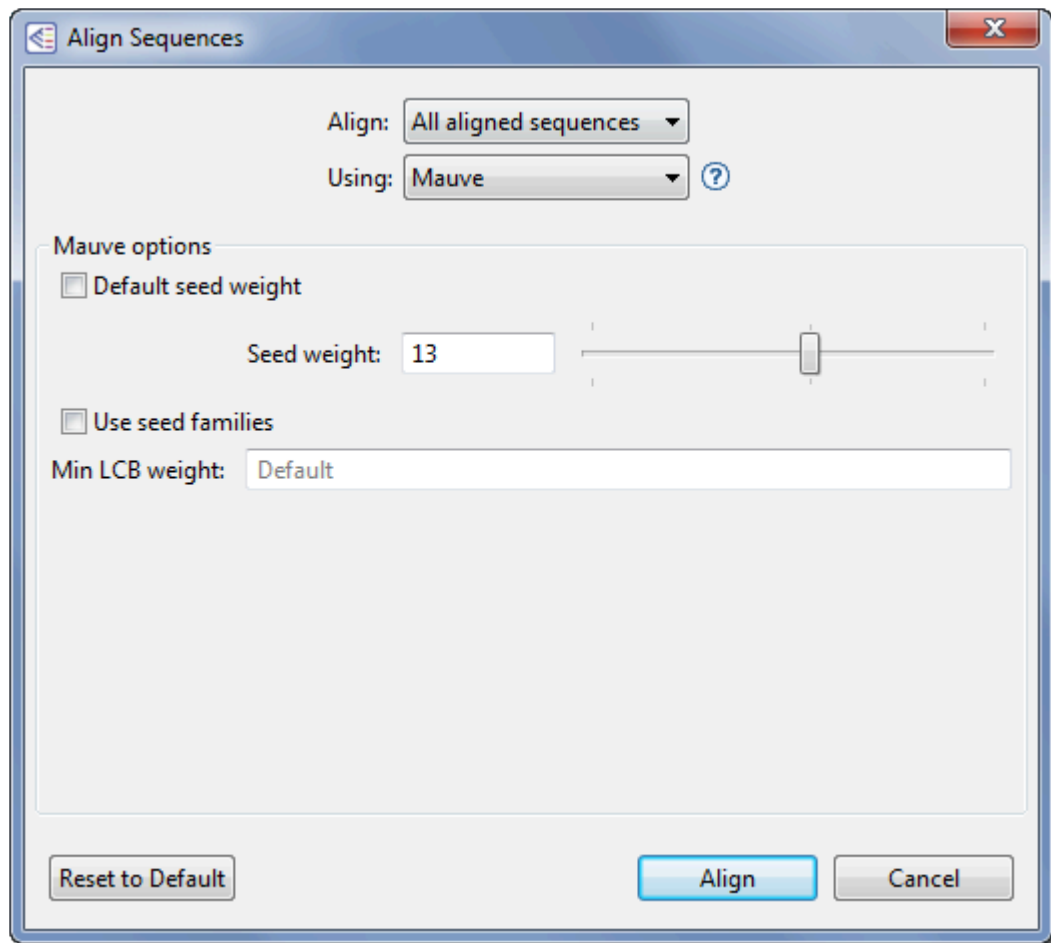 Align Sequences
Align: All aligned sequences
Using: Mauve ?
Mauve options
Default seed weight
Seed weight: 13
Use seed families
Min LCB weight: Default
Reset to Default Align Cancel